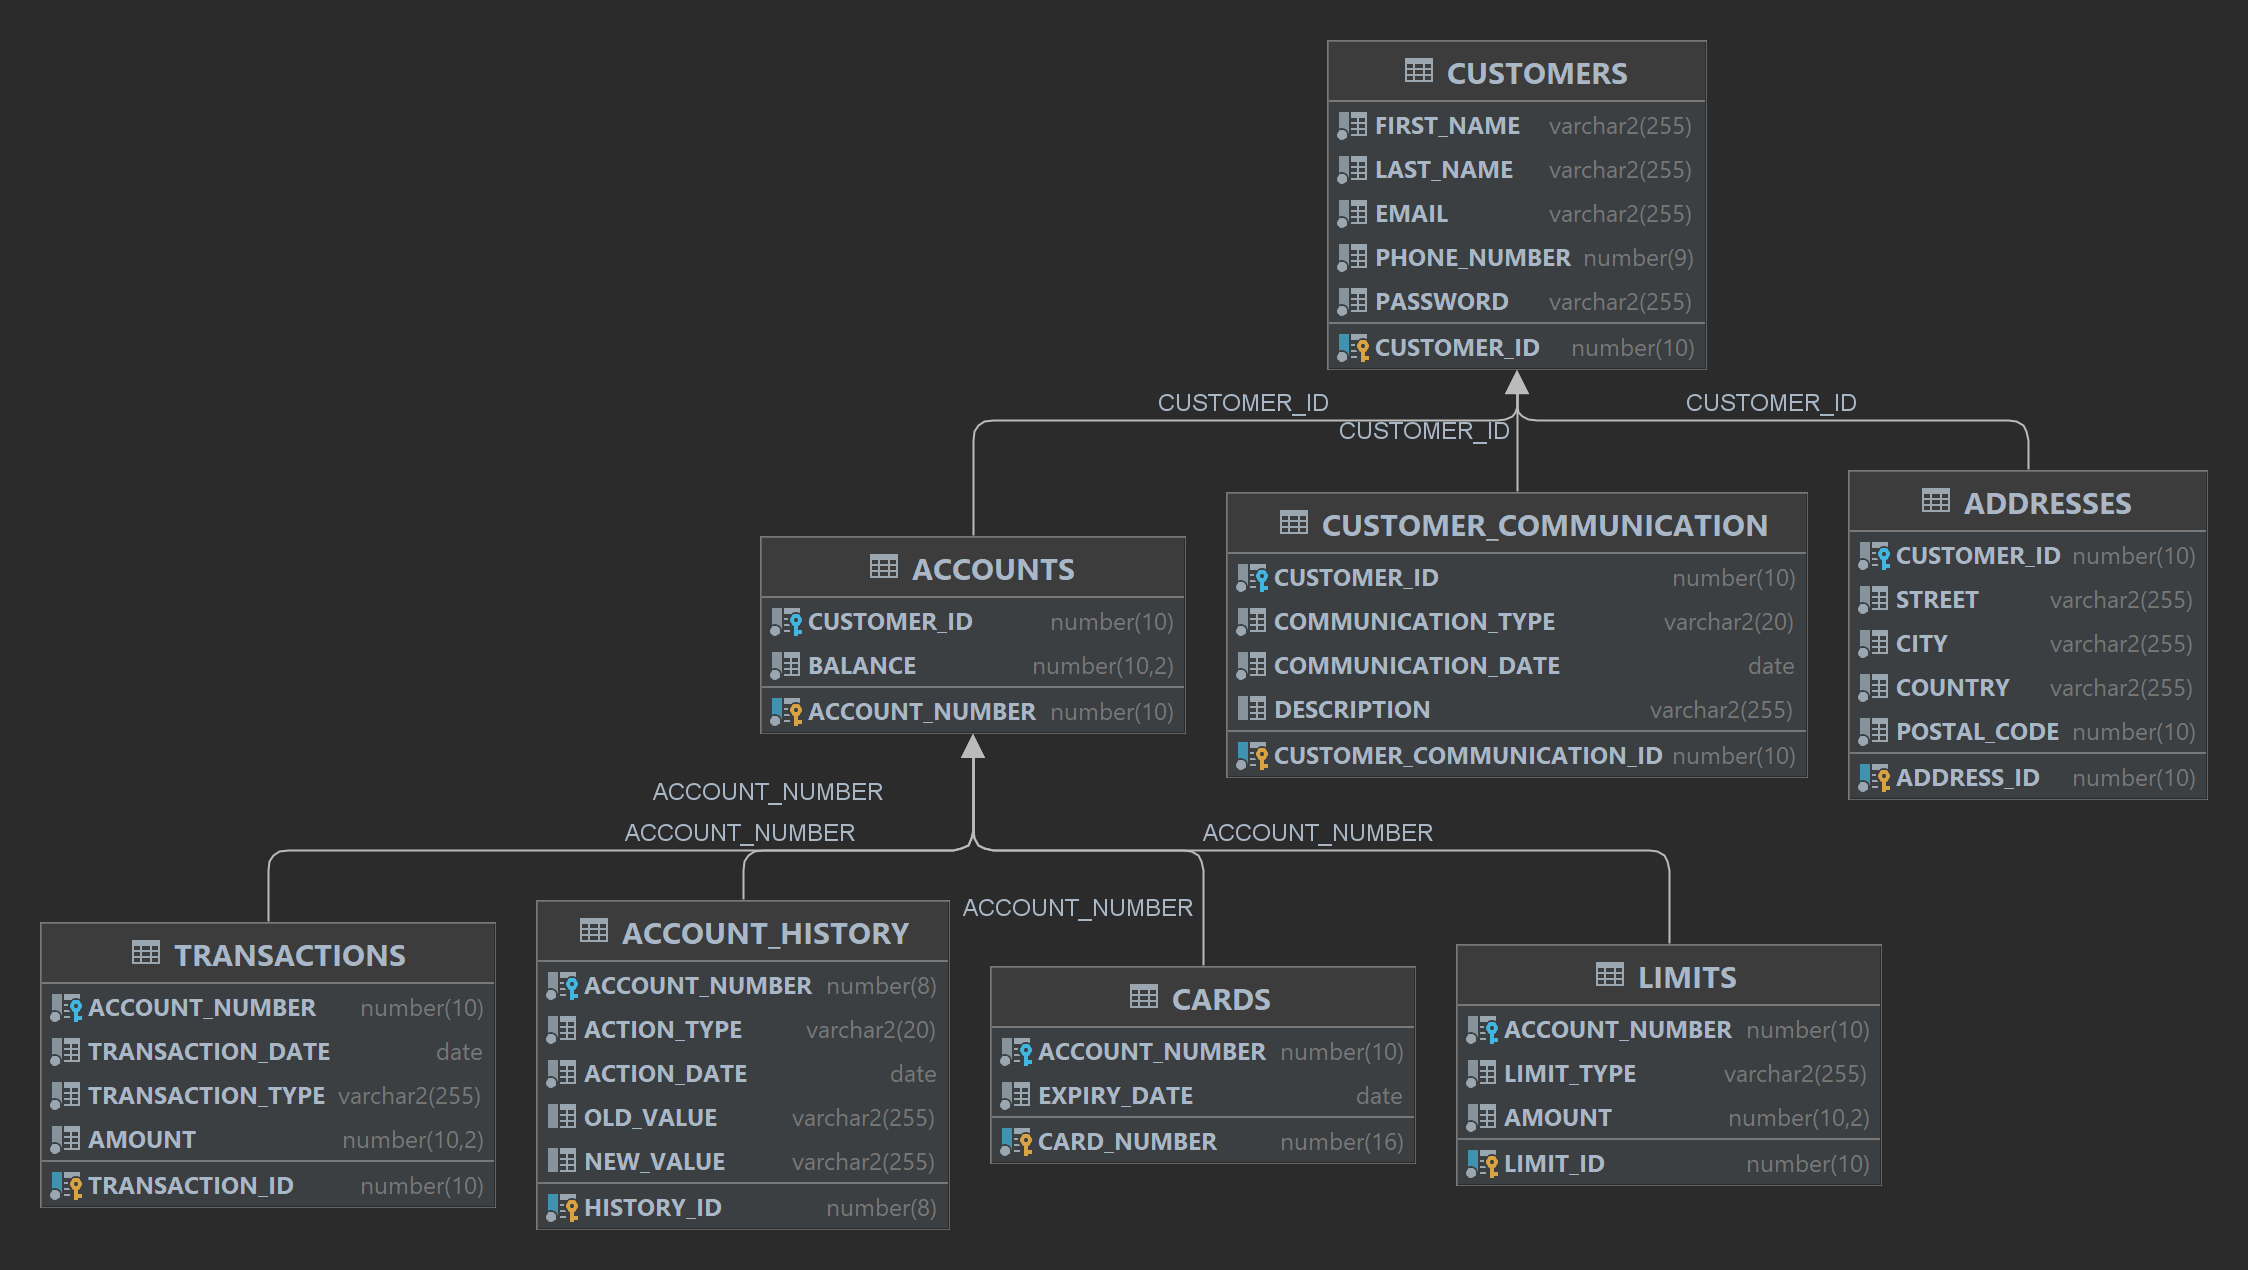 CUSTOMERS
FIRST_NAME varchar2(255)
LAST_NAME varchar2(255)
EMAIL varchar2(255)
PHONE_NUMBER number(9)
PASSWORD varchar2(255)
CUSTOMER_ID number(10)
CUSTOMER_ID
CUSTOMER_ID
CUSTOMER_ID
ACCOUNTS
CUSTOMER_ID number(10)
BALANCE number(10,2)
ACCOUNT_NUMBER number(10)
CUSTOMER_COMMUNICATION
CUSTOMER_ID number(10)
COMMUNICATION_TYPE varchar2(20)
COMMUNICATION_DATE date
DESCRIPTION varchar2(255)
CUSTOMER_COMMUNICATION_ID number(10)
ADDRESSES
CUSTOMER_ID number(10)
STREET varchar2(255)
CITY varchar2(255)
COUNTRY varchar2(255)
POSTAL_CODE number(10)
ADDRESS_ID number(10)
ACCOUNT_NUMBER
ACCOUNT_NUMBER
ACCOUNT_NUMBER
ACCOUNT_NUMBER
TRANSACTIONS
ACCOUNT_NUMBER number(10)
TRANSACTION_DATE date
TRANSACTION_TYPE varchar2(255)
AMOUNT number(10,2)
TRANSACTION_ID number(10)
ACCOUNT_HISTORY
ACCOUNT_NUMBER number(8)
ACTION_TYPE varchar2(20)
ACTION_DATE date
OLD_VALUE varchar2(255)
NEW_VALUE varchar2(255)
HISTORY_ID number(8)
CARDS
ACCOUNT_NUMBER number(10)
EXPIRY_DATE date
CARD_NUMBER number(16)
LIMITS
ACCOUNT_NUMBER number(10)
LIMIT_TYPE varchar2(255)
AMOUNT number(10,2)
LIMIT_ID number(10)